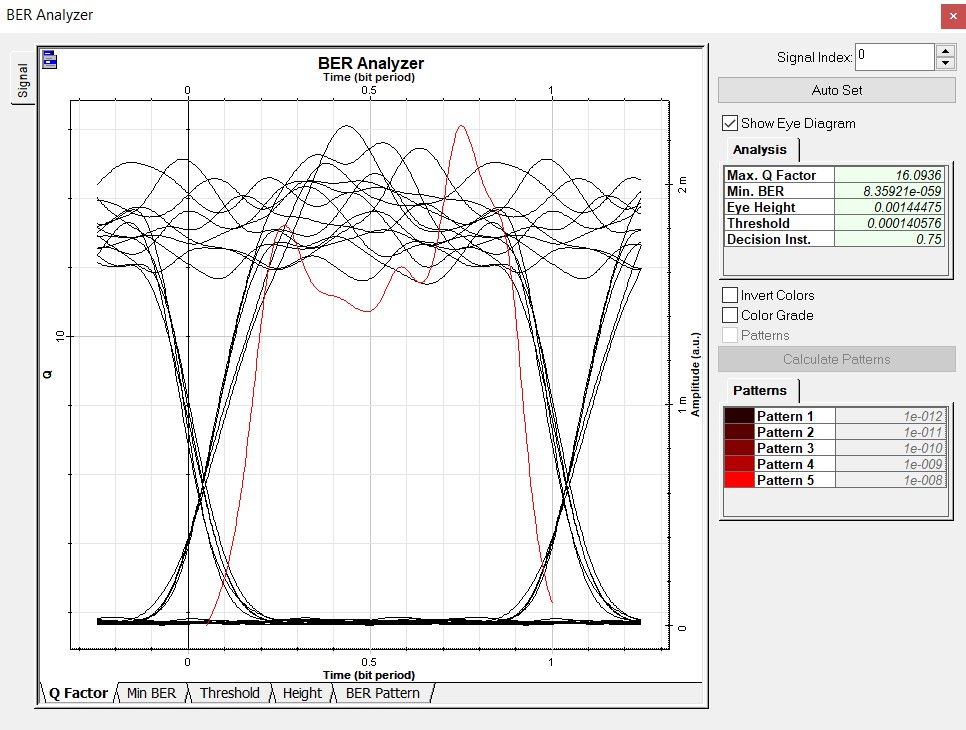 BER Analyzer
×
Signal
BER Analyzer
Time (bit period)
0 0.5 1
Q
10
2 m
1 m
0
Amplitude (a.u.)
0 0.5 1
Time (bit period)
Q Factor Min BER Threshold Height BER Pattern
Signal Index: 0
Auto Set
Show Eye Diagram
Analysis
Max. Q Factor 16.0936
Min. BER 8.35921e-059
Eye Height 0.00144475
Threshold 0.000140576
Decision Inst. 0.75
Invert Colors
Color Grade
Patterns
Calculate Patterns
Patterns
Pattern 1 1e-012
Pattern 2 1e-011
Pattern 3 1e-010
Pattern 4 1e-009
Pattern 5 1e-008